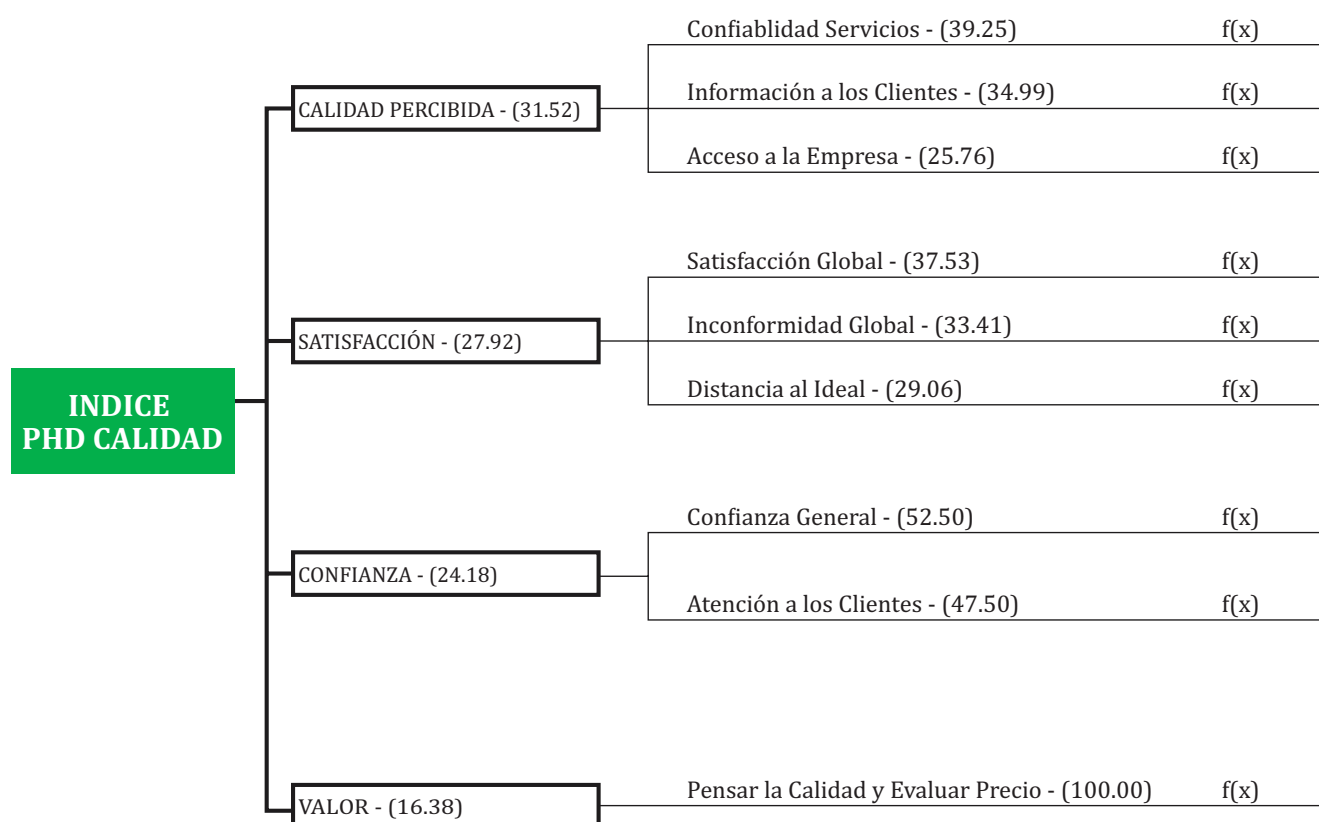 INDICE
PHD CALIDAD
CALIDAD PERCIBIDA - (31.52)
Confiablidad Servicios - (39.25) f(x)
Información a los Clientes - (34.99) f(x)
Acceso a la Empresa - (25.76) f(x)
SATISFACCIÓN - (27.92)
Satisfacción Global - (37.53) f(x)
Inconformidad Global - (33.41) f(x)
Distancia al Ideal - (29.06) f(x)
CONFIANZA - (24.18)
Confianza General - (52.50) f(x)
Atención a los Clientes - (47.50) f(x)
VALOR - (16.38)
Pensar la Calidad y Evaluar Precio - (100.00) f(x)